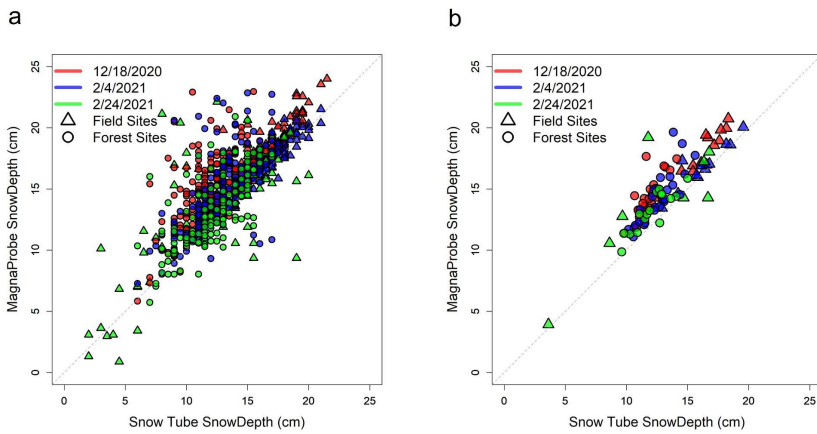 a
25
20
15
10
5
0
MagnaProbe SnowDepth (cm)
12/18/2020
2/4/2021
2/24/2021
Field Sites
Forest Sites
0 5 10 15 20 25
Snow Tube SnowDepth (cm)
b
25
20
15
10
5
0
MagnaProbe SnowDepth (cm)
12/18/2020
2/4/2021
2/24/2021
Field Sites
Forest Sites
0 5 10 15 20 25
Snow Tube SnowDepth (cm)